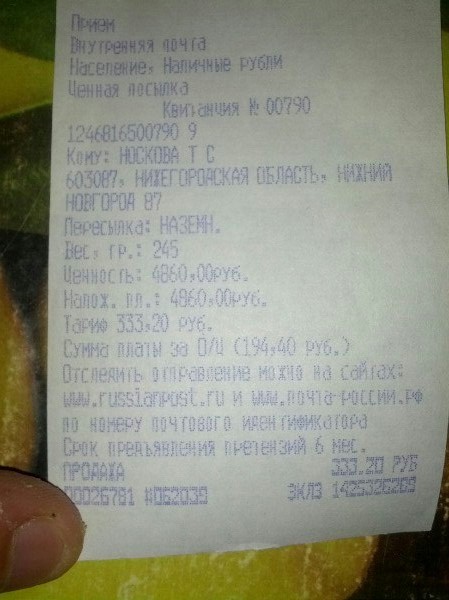 Прием
Внутренняя почта
Население, Наличные рубли
Ценная посылка
Квитанция № 00790
1246816500790 9
Кому: НОСКОВА Т С
603087, НИЖЕГОРОДСКАЯ ОБЛАСТЬ, НИЖНИЙ
НОВГОРОД 87
Пересылка: НАЗЕМН.
Вес, гр.: 245
Ценность: 4860,00руб.
Налож. пл.: 4860,00руб.
Тариф 333,20 руб.
Сумма платы за О/Ц (194,40 руб.)
Отследить отправление можно на сайтах:
www.russianpost.ru и www.почта-россии.рф
по номеру почтового идентификатора
Срок предъявления претензий 6 мес.
ПРОДАЖА 333.20 РУБ
00026781 #062039 ЭКЛЗ 1425326209